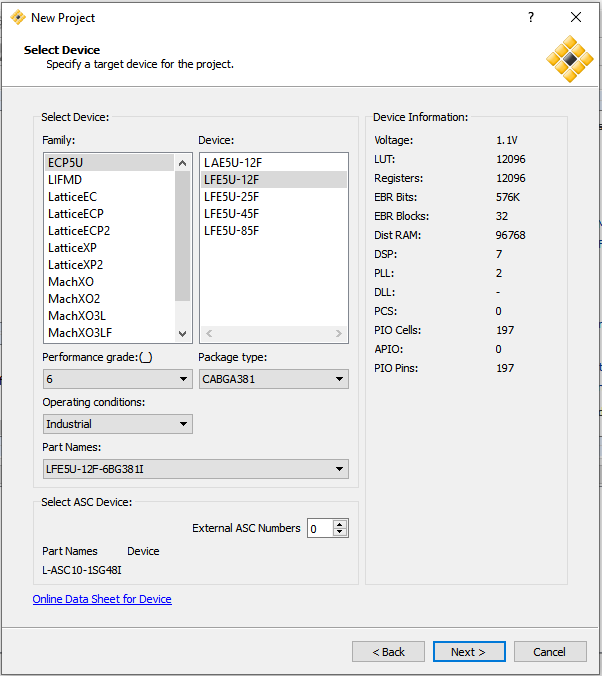 New Project
?
Select Device
Specify a target device for the project.
Select Device:
Family:
ECP5U
LIFMD
LatticeEC
LatticeECP
LatticeECP2
LatticeXP
LatticeXP2
MachXO
MachXO2
MachXO3L
MachXO3LF
Device:
LAE5U-12F
LFE5U-12F
LFE5U-25F
LFE5U-45F
LFE5U-85F
Performance grade:(_)
6
Package type:
CABGA381
Operating conditions:
Industrial
Part Names:
LFE5U-12F-6BG381I
Select ASC Device:
External ASC Numbers 0
Part Names Device
L-ASC10-1SG48I
Online Data Sheet for Device
Device Information:
Voltage: 1.1V
LUT: 12096
Registers: 12096
EBR Bits: 576K
EBR Blocks: 32
Dist RAM: 96768
DSP: 7
PLL: 2
DLL: -
PCS: 0
PIO Cells: 197
APIO: 0
PIO Pins: 197
< Back Next > Cancel